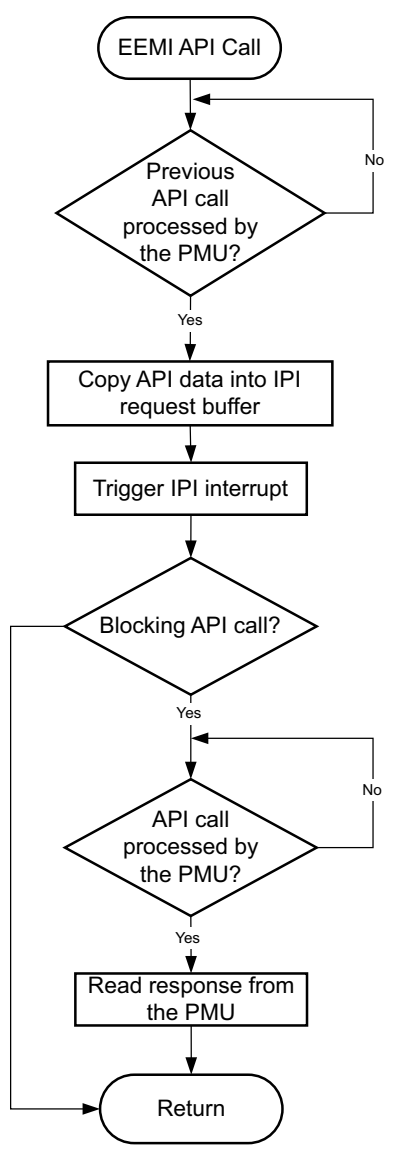 EEMI API Call
No
Previous
API call
processed by
the PMU?
Yes
Copy API data into IPI
request buffer
Trigger IPI interrupt
Blocking API call?
Yes
No
API call
processed by
the PMU?
Yes
Read response from
the PMU
Return